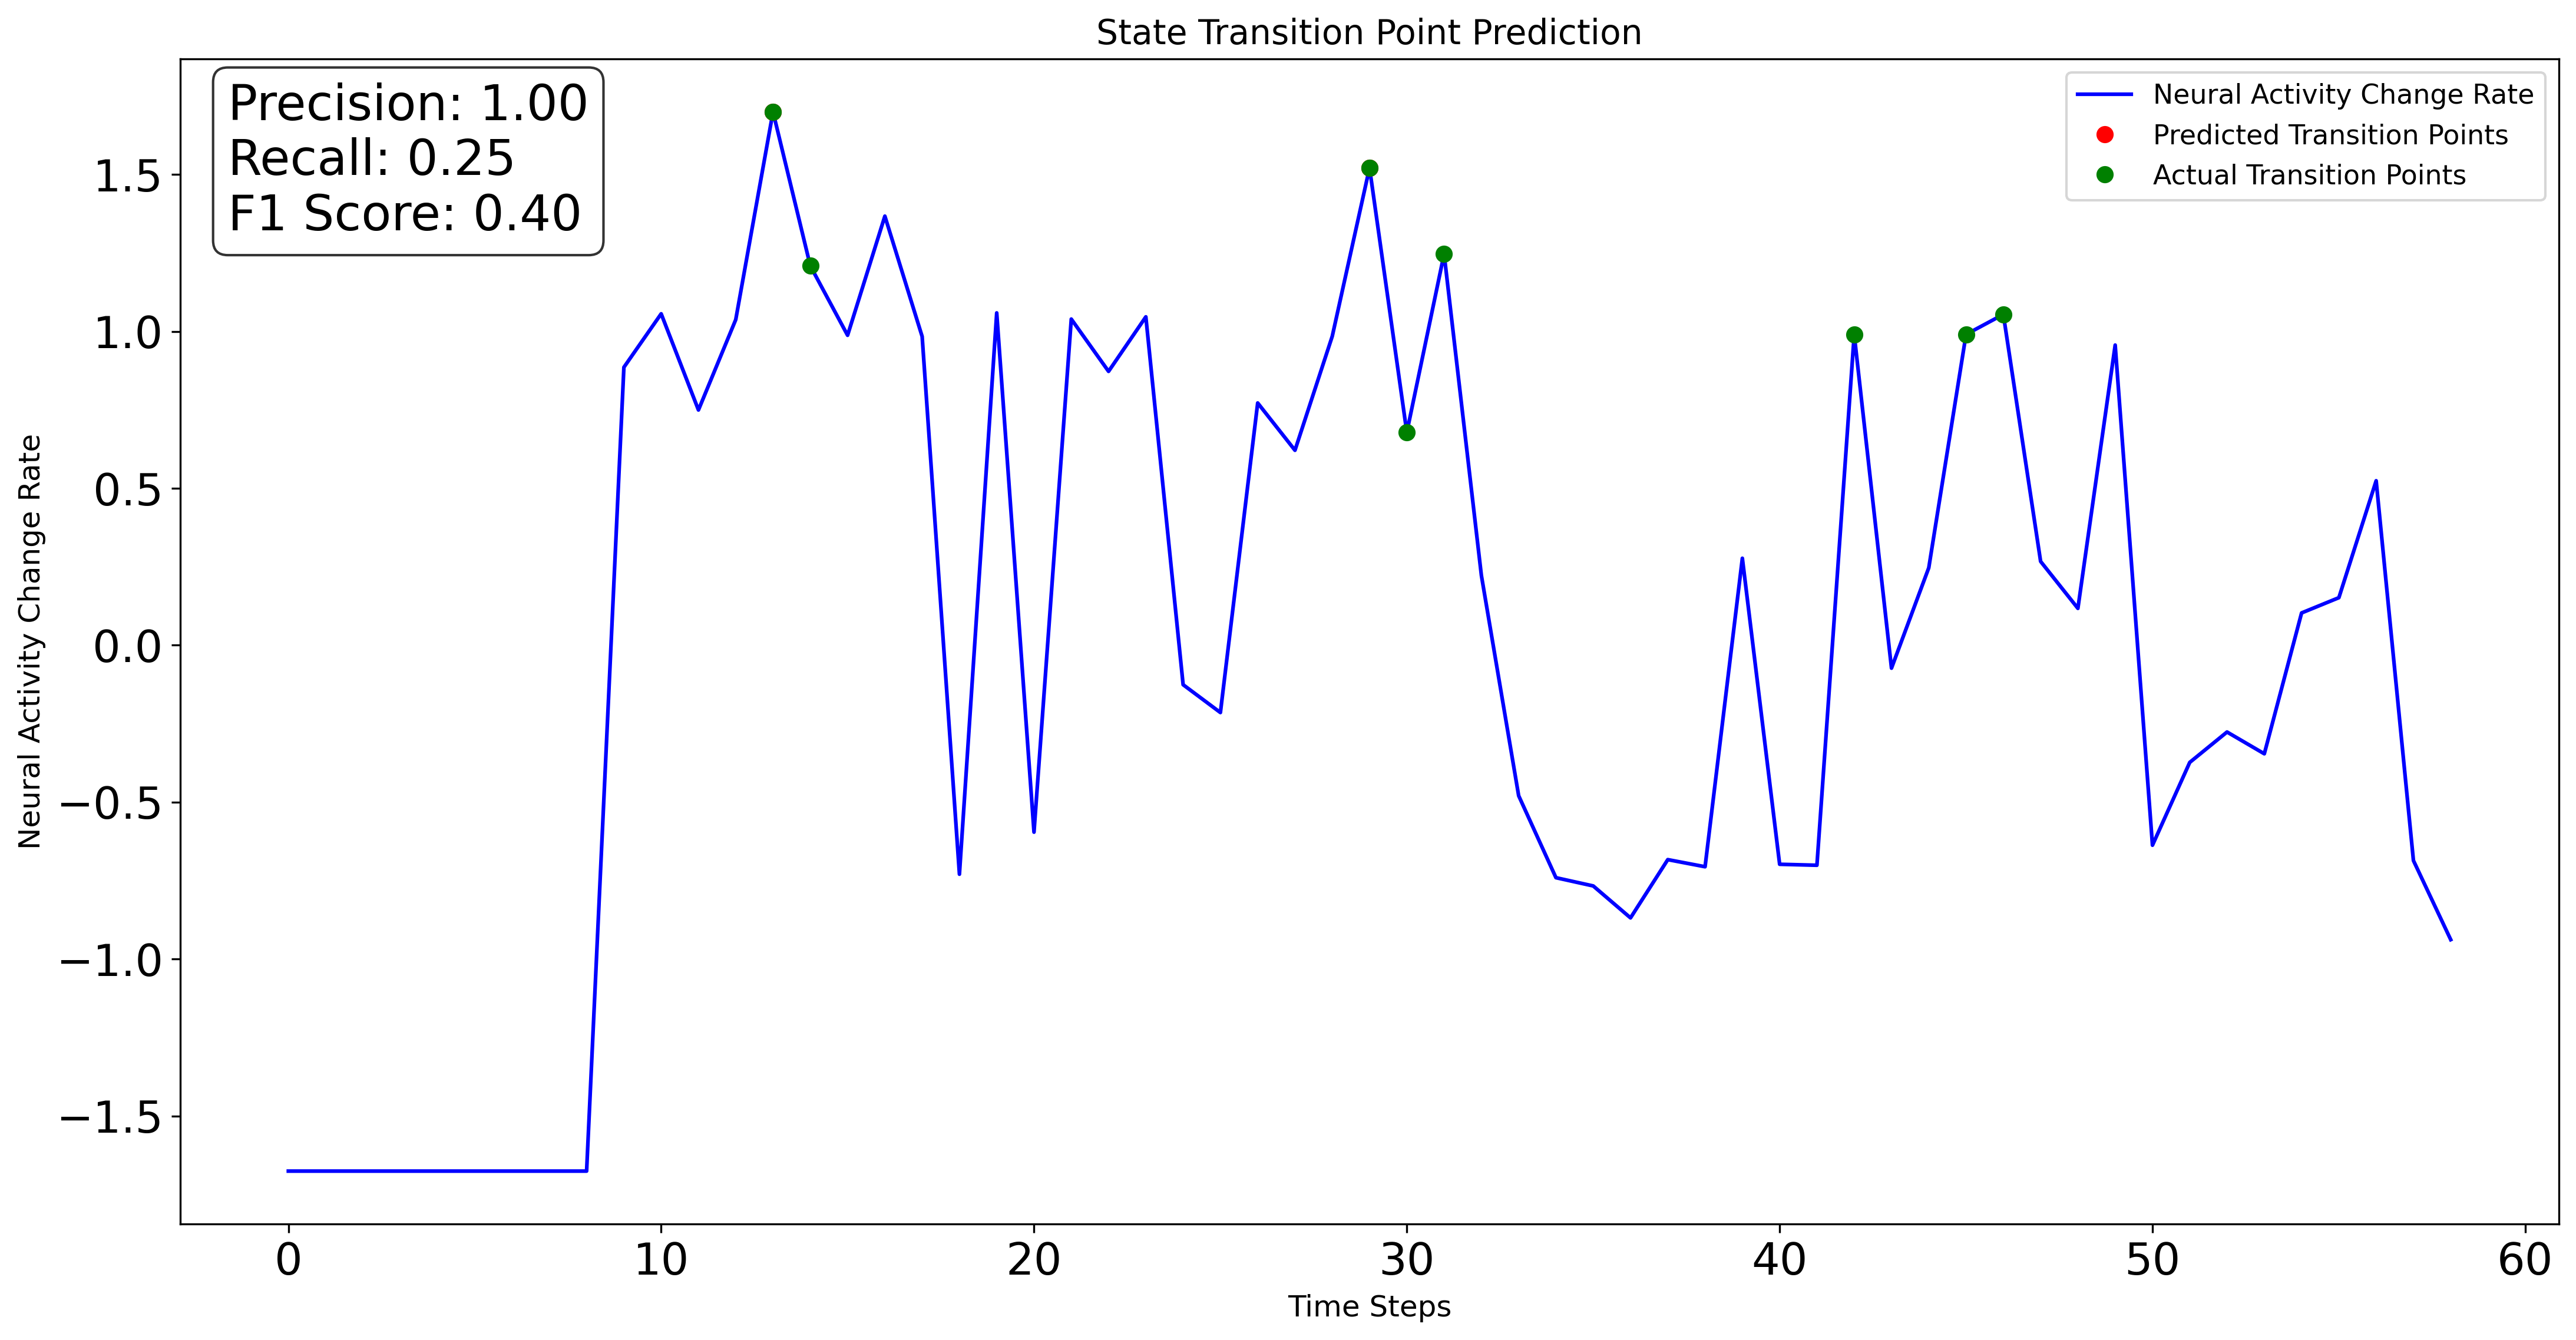 State Transition Point Prediction
Precision: 1.00
Recall: 0.25
F1 Score: 0.40
Neural Activity Change Rate
Predicted Transition Points
Actual Transition Points
Neural Activity Change Rate
1.5
1.0
0.5
0.0
−0.5
−1.0
−1.5
0 10 20 30 40 50 60
Time Steps